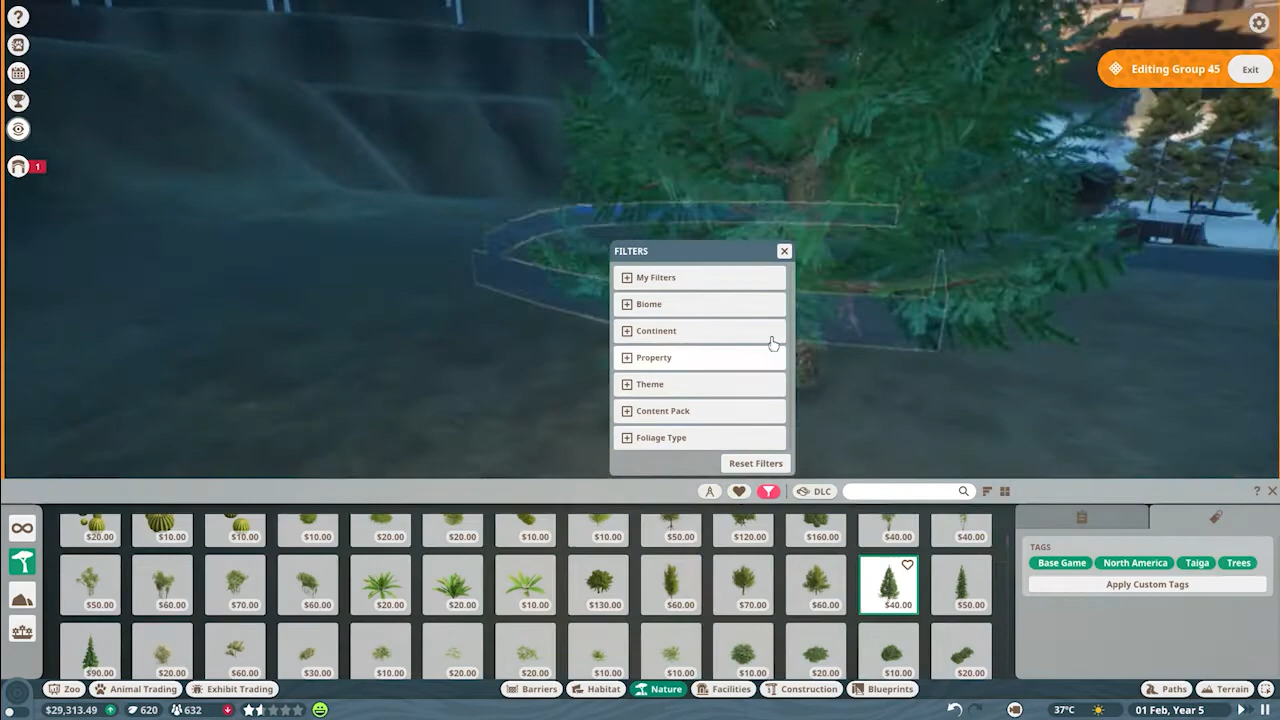 ?
Editing Group 45 Exit
1
FILTERS
My Filters
Biome
Continent
Property
Theme
Content Pack
Foliage Type
Reset Filters
DLC
?
$20.00 $10.00 $10.00 $10.00 $20.00 $20.00 $10.00 $10.00 $50.00 $120.00 $160.00 $40.00 $40.00
TAGS
Base Game North America Taiga Trees
Apply Custom Tags
$50.00 $60.00 $70.00 $60.00 $20.00 $20.00 $10.00 $130.00 $60.00 $70.00 $60.00 $40.00 $50.00
$90.00 $20.00 $60.00 $30.00 $10.00 $20.00 $10.00 $10.00 $10.00 $20.00 $20.00 $10.00 $20.00
Zoo Animal Trading Exhibit Trading Barriers Habitat Nature Facilities Construction Blueprints Paths Terrain
$29,313.49 620 632 37°C 01 Feb, Year 5